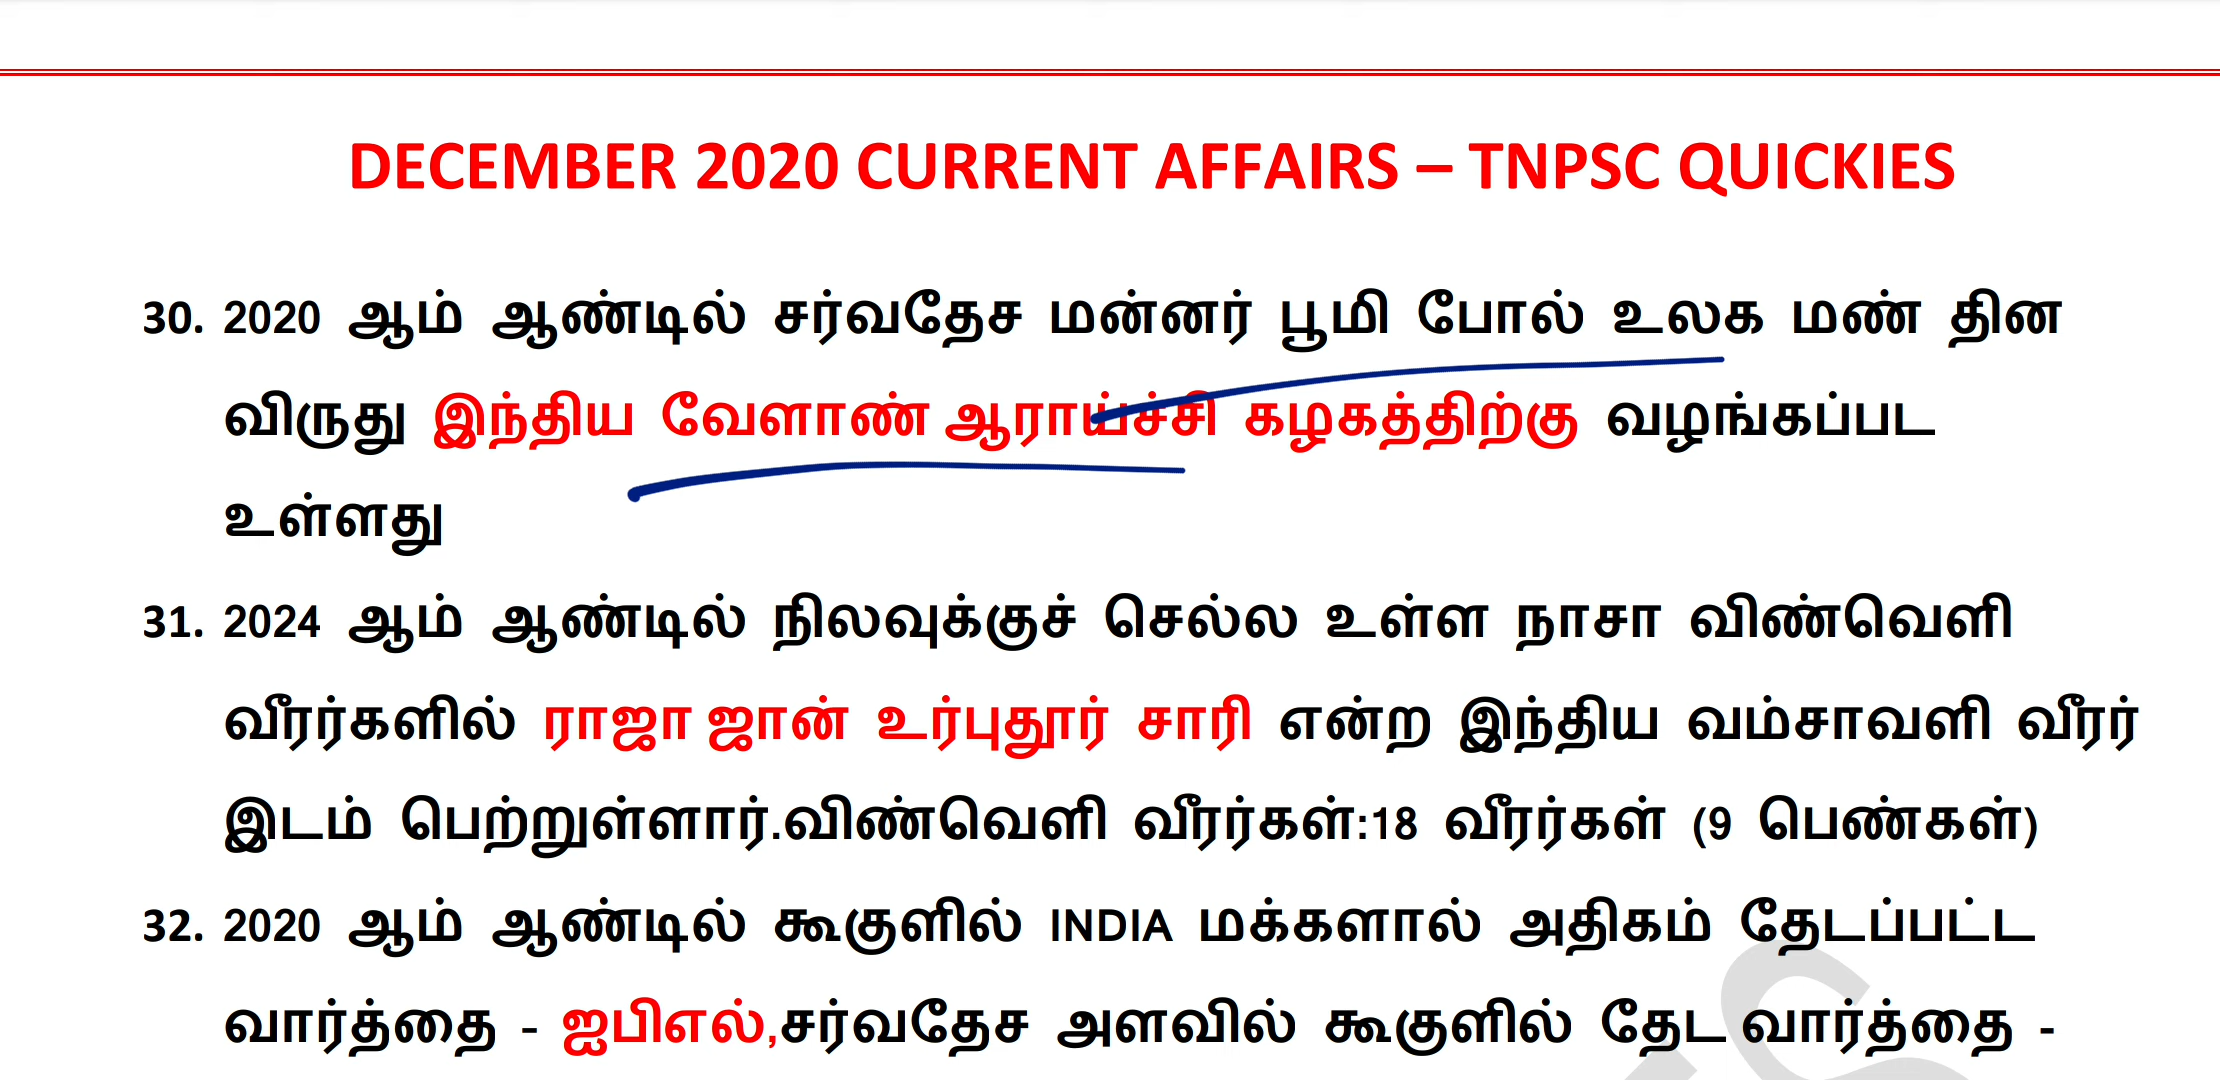 DECEMBER 2020 CURRENT AFFAIRS – TNPSC QUICKIES
30. 2020 ஆம் ஆண்டில் சர்வதேச மன்னர் பூமி போல் உலக மண் தின
விருது இந்திய வேளாண் ஆராய்ச்சி கழகத்திற்கு வழங்கப்பட
உள்ளது
31. 2024 ஆம் ஆண்டில் நிலவுக்குச் செல்ல உள்ள நாசா விண்வெளி
வீரர்களில் ராஜா ஜான் உர்புதூர் சாரி என்ற இந்திய வம்சாவளி வீரர்
இடம் பெற்றுள்ளார்.விண்வெளி வீரர்கள்:18 வீரர்கள் (9 பெண்கள்)
32. 2020 ஆம் ஆண்டில் கூகுளில் INDIA மக்களால் அதிகம் தேடப்பட்ட
வார்த்தை - ஐபிஎல்,சர்வதேச அளவில் கூகுளில் தேட வார்த்தை -